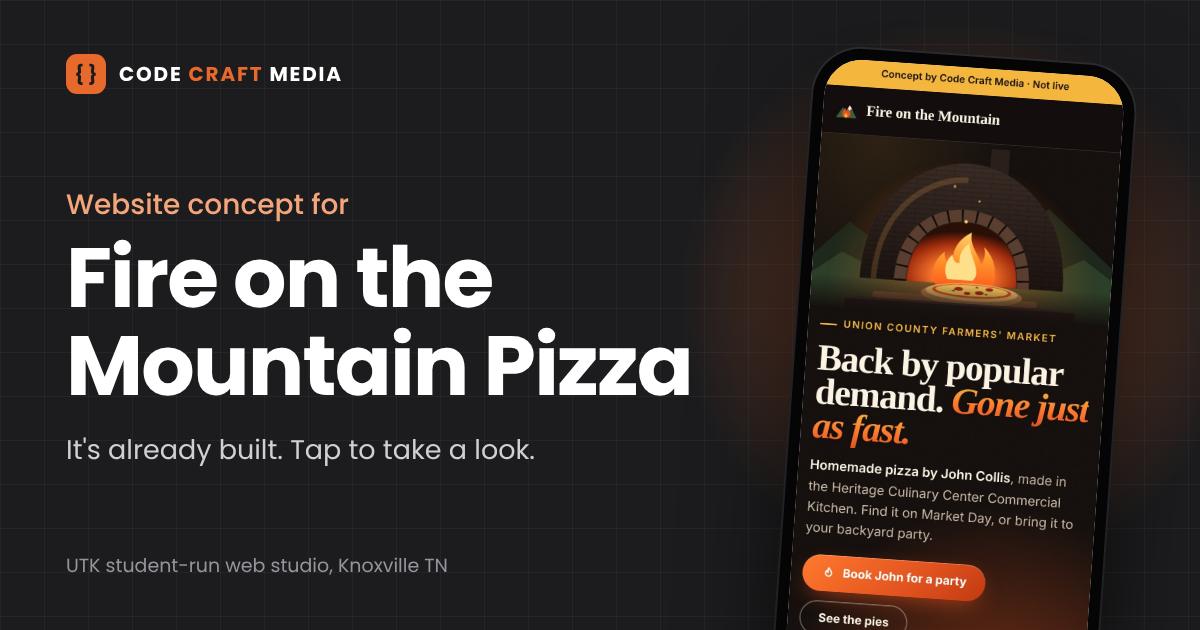 { } CODE CRAFT MEDIA
Website concept for
Fire on the
Mountain Pizza
It's already built. Tap to take a look.
UTK student-run web studio, Knoxville TN
Concept by Code Craft Media · Not live
Fire on the Mountain
UNION COUNTY FARMERS' MARKET
Back by popular
demand. Gone just
as fast.
Homemade pizza by John Collis, made in
the Heritage Culinary Center Commercial
Kitchen. Find it on Market Day, or bring it to
your backyard party.
Book John for a party
See the pies